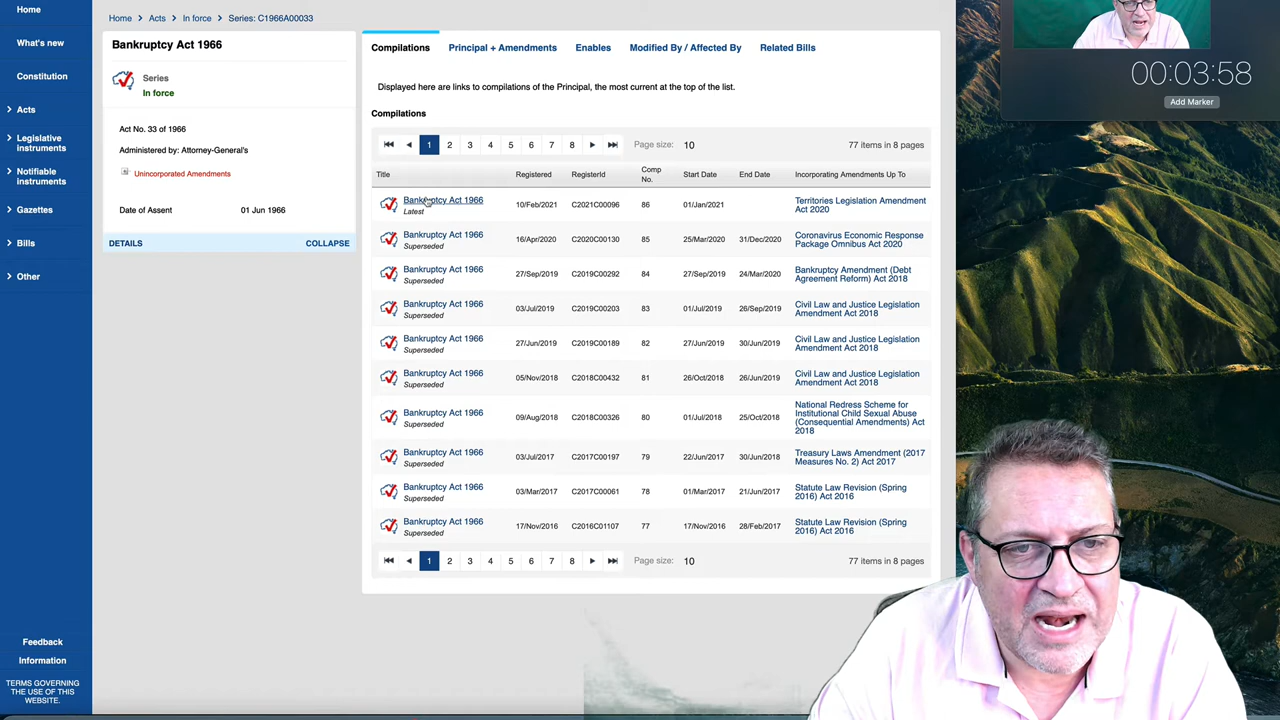 Home
What's new
Constitution
Acts
Legislative
Instruments
Notifiable
Instruments
Gazettes
Bills
Other
Feedback
Information
TERMS GOVERNING
THE USE OF THIS
WEBSITE.
Home > Acts > In force > Series: C1966A00033
Bankruptcy Act 1966
Series
In force
Act No. 33 of 1966
Administered by: Attorney-General's
Unincorporated Amendments
Date of Assent 01 Jun 1966
DETAILS COLLAPSE
Compilations Principal + Amendments Enables Modified By / Affected By Related Bills
Displayed here are links to compilations of the Principal, the most current at the top of the list.
Compilations
1 2 3 4 5 6 7 8 Page size: 10 77 items in 8 pages
Title Registered RegisterId Comp No. Start Date End Date Incorporating Amendments Up To
Bankruptcy Act 1966 10/Feb/2021 C2021C00096 86 01/Jan/2021 Territories Legislation Amendment
Latest Act 2020
Bankruptcy Act 1966 16/Apr/2020 C2020C00130 85 25/Mar/2020 31/Dec/2020 Coronavirus Economic Response
Superseded Package Omnibus Act 2020
Bankruptcy Act 1966 27/Sep/2019 C2019C00292 84 27/Sep/2019 24/Mar/2020 Bankruptcy Amendment (Debt
Superseded Agreement Reform) Act 2018
Bankruptcy Act 1966 03/Jul/2019 C2019C00203 83 01/Jul/2019 26/Sep/2019 Civil Law and Justice Legislation
Superseded Amendment Act 2018
Bankruptcy Act 1966 27/Jun/2019 C2019C00189 82 27/Jun/2019 30/Jun/2019 Civil Law and Justice Legislation
Superseded Amendment Act 2018
Bankruptcy Act 1966 05/Nov/2018 C2018C00432 81 26/Oct/2018 26/Jun/2019 Civil Law and Justice Legislation
Superseded Amendment Act 2018
Bankruptcy Act 1966 09/Aug/2018 C2018C00326 80 01/Jul/2018 25/Oct/2018 National Redress Scheme for
Superseded Institutional Child Sexual Abuse
(Consequential Amendments) Act
2018
Bankruptcy Act 1966 03/Jul/2017 C2017C00197 79 22/Jun/2017 30/Jun/2018 Treasury Laws Amendment (2017
Superseded Measures No. 2) Act 2017
Bankruptcy Act 1966 03/Mar/2017 C2017C00061 78 01/Mar/2017 21/Jun/2017 Statute Law Revision (Spring
Superseded 2016) Act 2016
Bankruptcy Act 1966 17/Nov/2016 C2016C01107 77 17/Nov/2016 28/Feb/2017 Statute Law Revision (Spring
Superseded 2016) Act 2016
1 2 3 4 5 6 7 8 Page size: 10 77 items in 8 pages
00:03:58
Add Marker